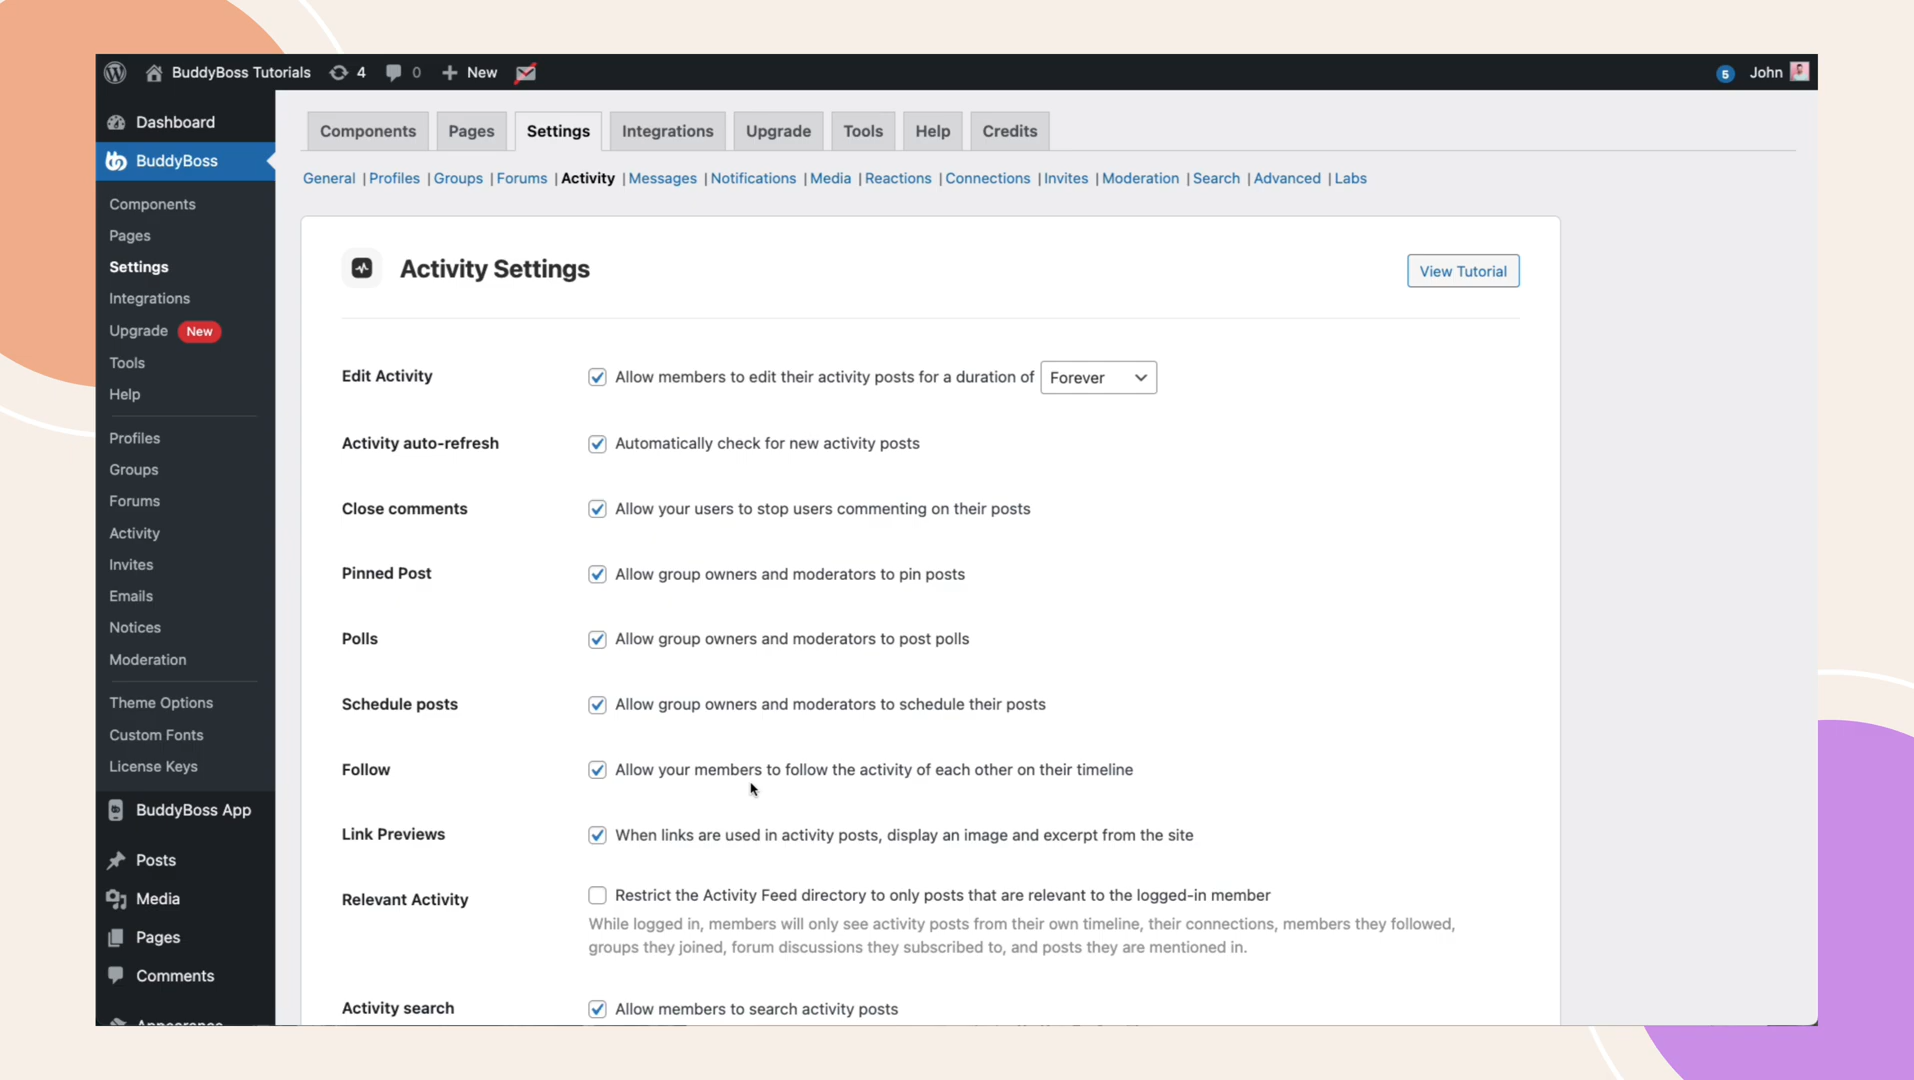 BuddyBoss Tutorials 4 0 New 5 John
Dashboard
BuddyBoss
Components
Pages
Settings
Integrations
Upgrade New
Tools
Help
Profiles
Groups
Forums
Activity
Invites
Emails
Notices
Moderation
Theme Options
Custom Fonts
License Keys
BuddyBoss App
Posts
Media
Pages
Comments
Appearance
Components Pages Settings Integrations Upgrade Tools Help Credits
General | Profiles | Groups | Forums | Activity | Messages | Notifications | Media | Reactions | Connections | Invites | Moderation | Search | Advanced | Labs
Activity Settings View Tutorial
Edit Activity Allow members to edit their activity posts for a duration of Forever
Activity auto-refresh Automatically check for new activity posts
Close comments Allow your users to stop users commenting on their posts
Pinned Post Allow group owners and moderators to pin posts
Polls Allow group owners and moderators to post polls
Schedule posts Allow group owners and moderators to schedule their posts
Follow Allow your members to follow the activity of each other on their timeline
Link Previews When links are used in activity posts, display an image and excerpt from the site
Relevant Activity Restrict the Activity Feed directory to only posts that are relevant to the logged-in member
While logged in, members will only see activity posts from their own timeline, their connections, members they followed,
groups they joined, forum discussions they subscribed to, and posts they are mentioned in.
Activity search Allow members to search activity posts